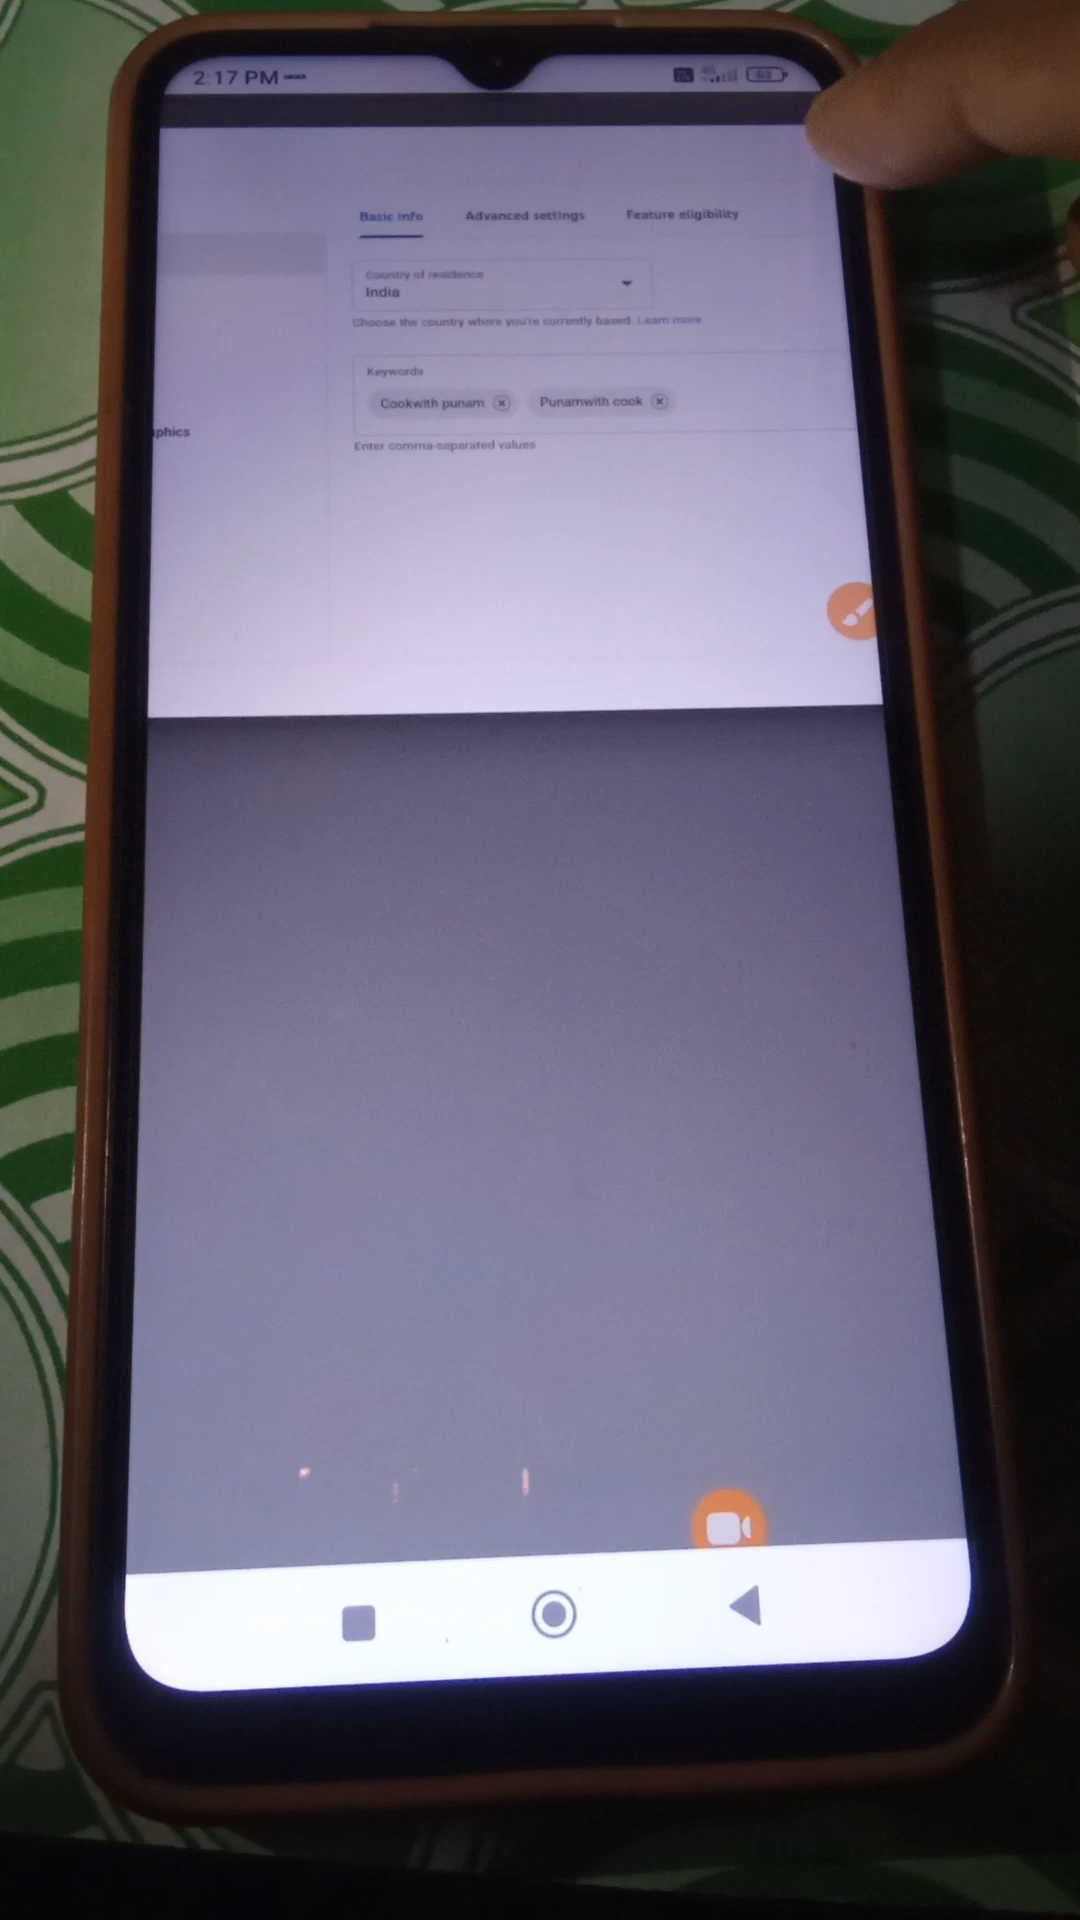 2:17 PM
Basic info Advanced settings Feature eligibility
Country of residence
India
Choose the country where you're currently based. Learn more
Keywords
Cookwith punam Punamwith cook
phics
Enter comma-separated values